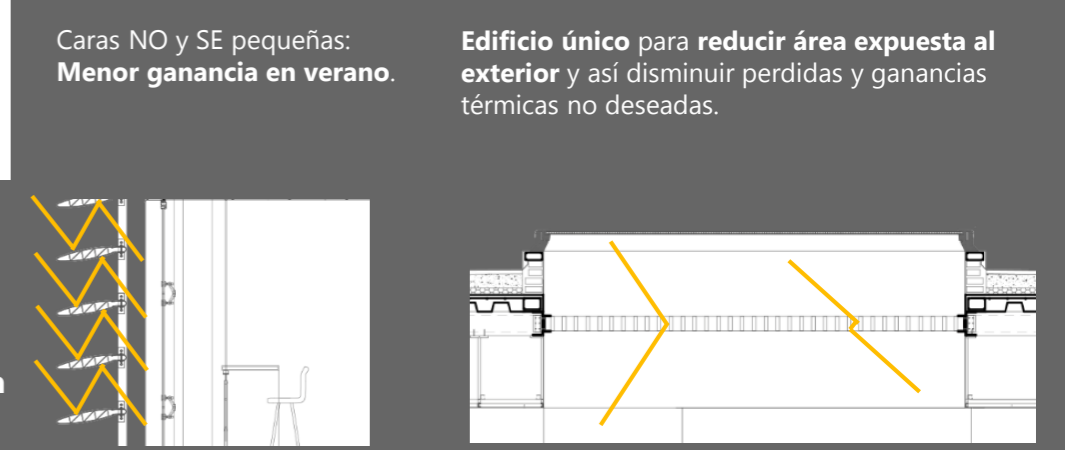 Caras NO y SE pequeñas:
Menor ganancia en verano.
Edificio único para reducir área expuesta al
exterior y así disminuir perdidas y ganancias
térmicas no deseadas.